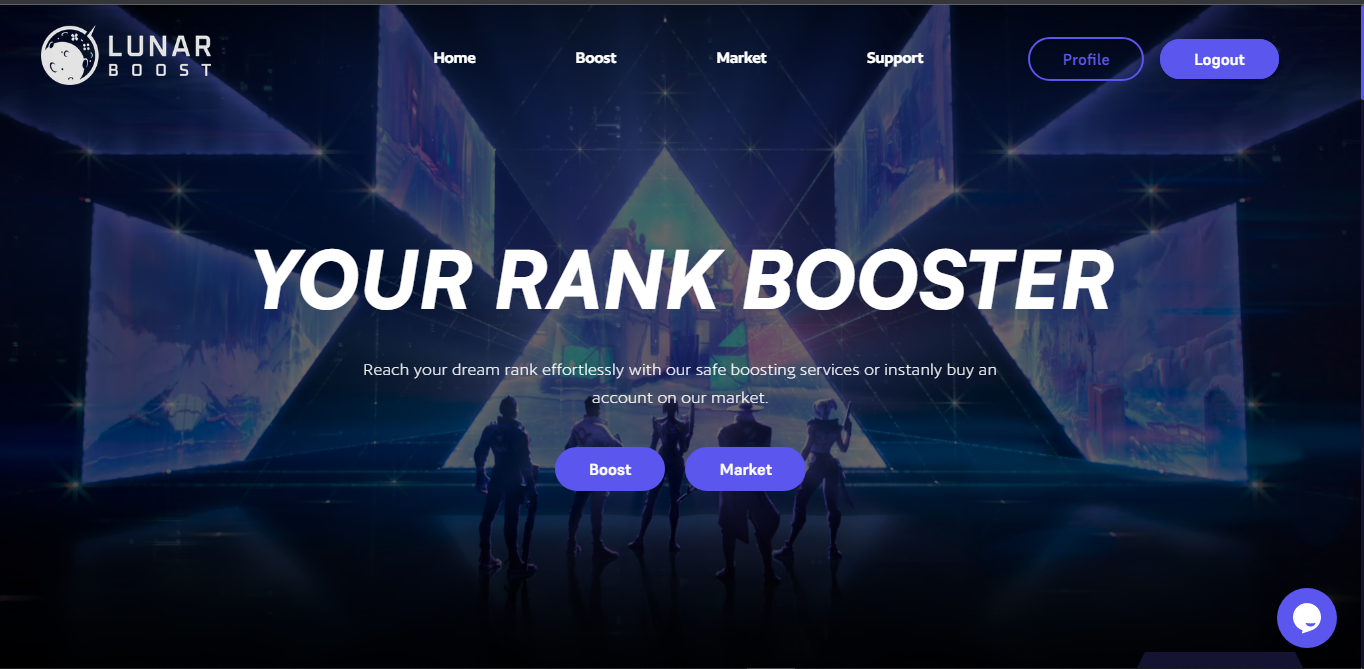 LUNAR
BOOST
Home
Boost
Market
Support
Profile
Logout
YOUR RANK BOOSTER
Reach your dream rank effortlessly with our safe boosting services or instanly buy an
account on our market.
Boost
Market